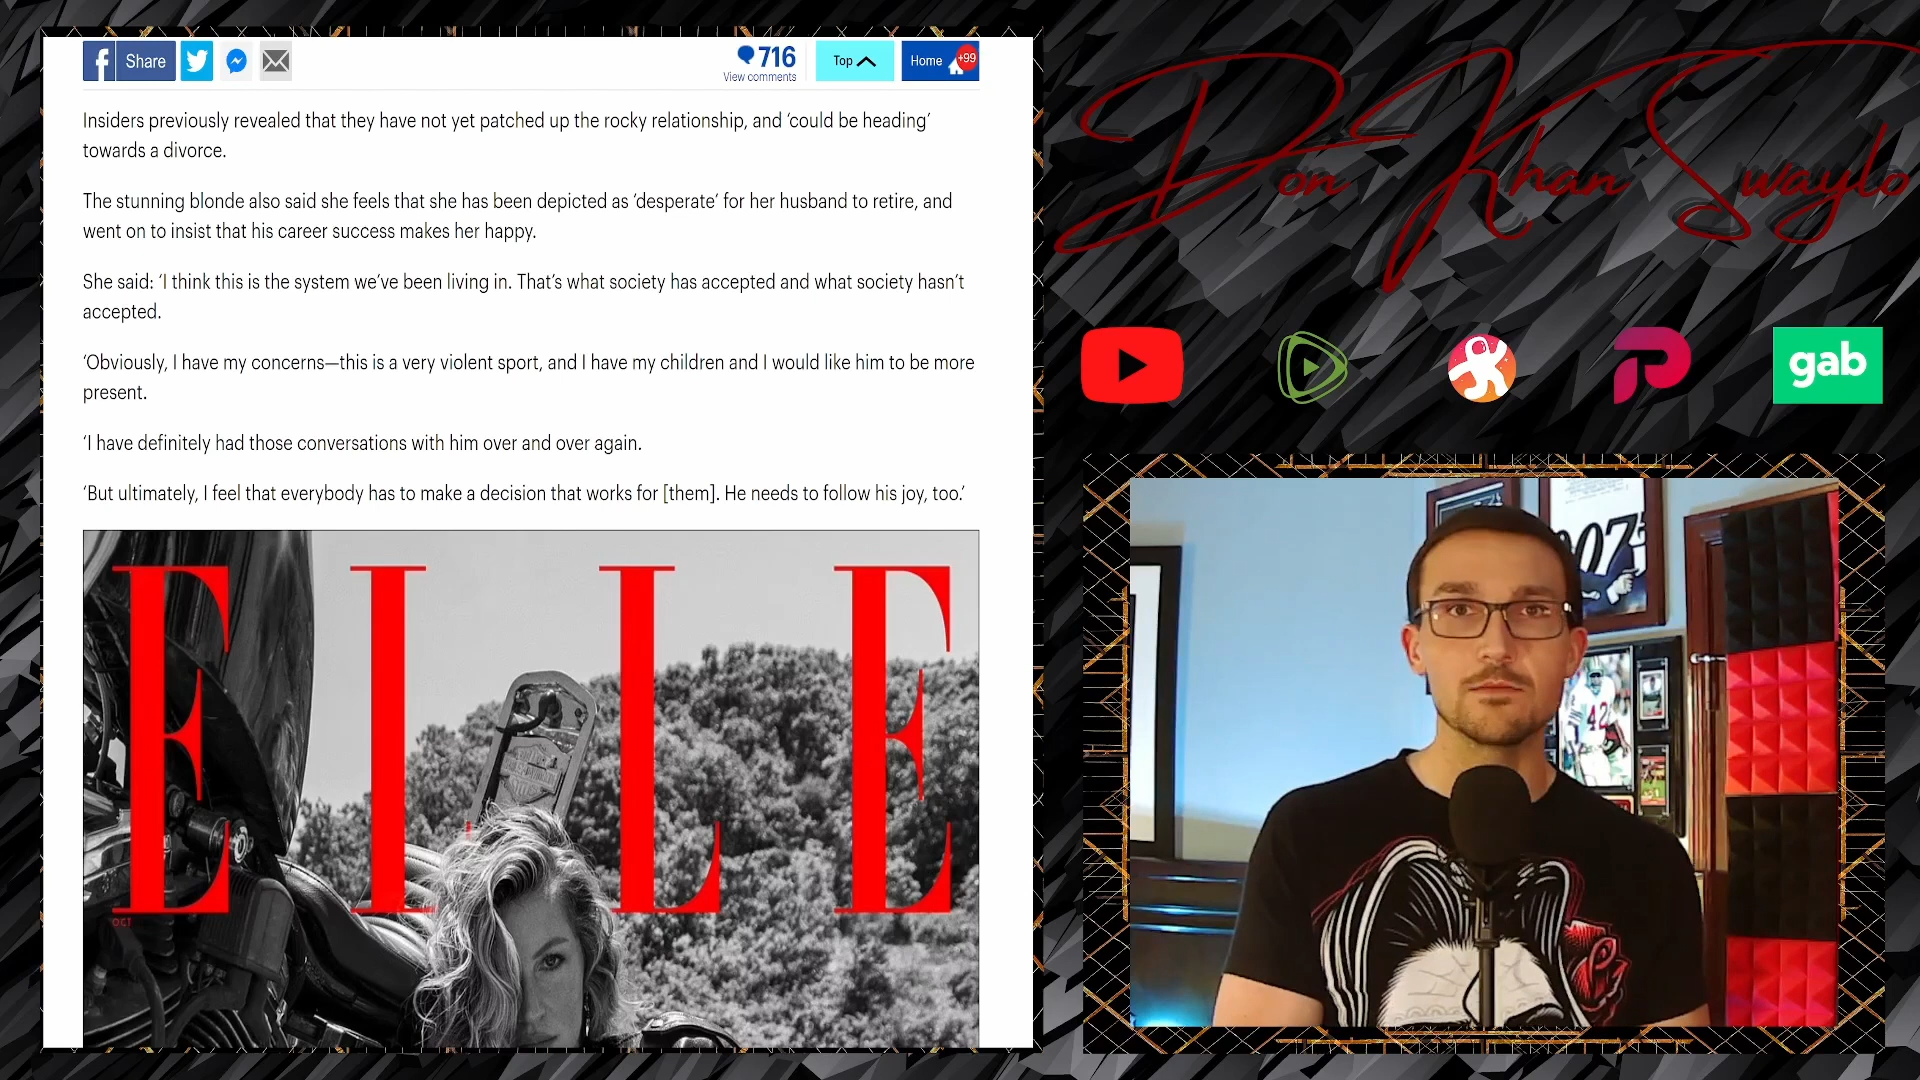 Share
716
View comments
Top
Home
+99
Insiders previously revealed that they have not yet patched up the rocky relationship, and ‘could be heading’
towards a divorce.
The stunning blonde also said she feels that she has been depicted as ‘desperate’ for her husband to retire, and
went on to insist that his career success makes her happy.
She said: ‘I think this is the system we’ve been living in. That’s what society has accepted and what society hasn’t
accepted.
‘Obviously, I have my concerns—this is a very violent sport, and I have my children and I would like him to be more
present.
‘I have definitely had those conversations with him over and over again.
‘But ultimately, I feel that everybody has to make a decision that works for [them]. He needs to follow his joy, too.’
ELLE
OCT
Don Khan Swaylo
gab
007
42